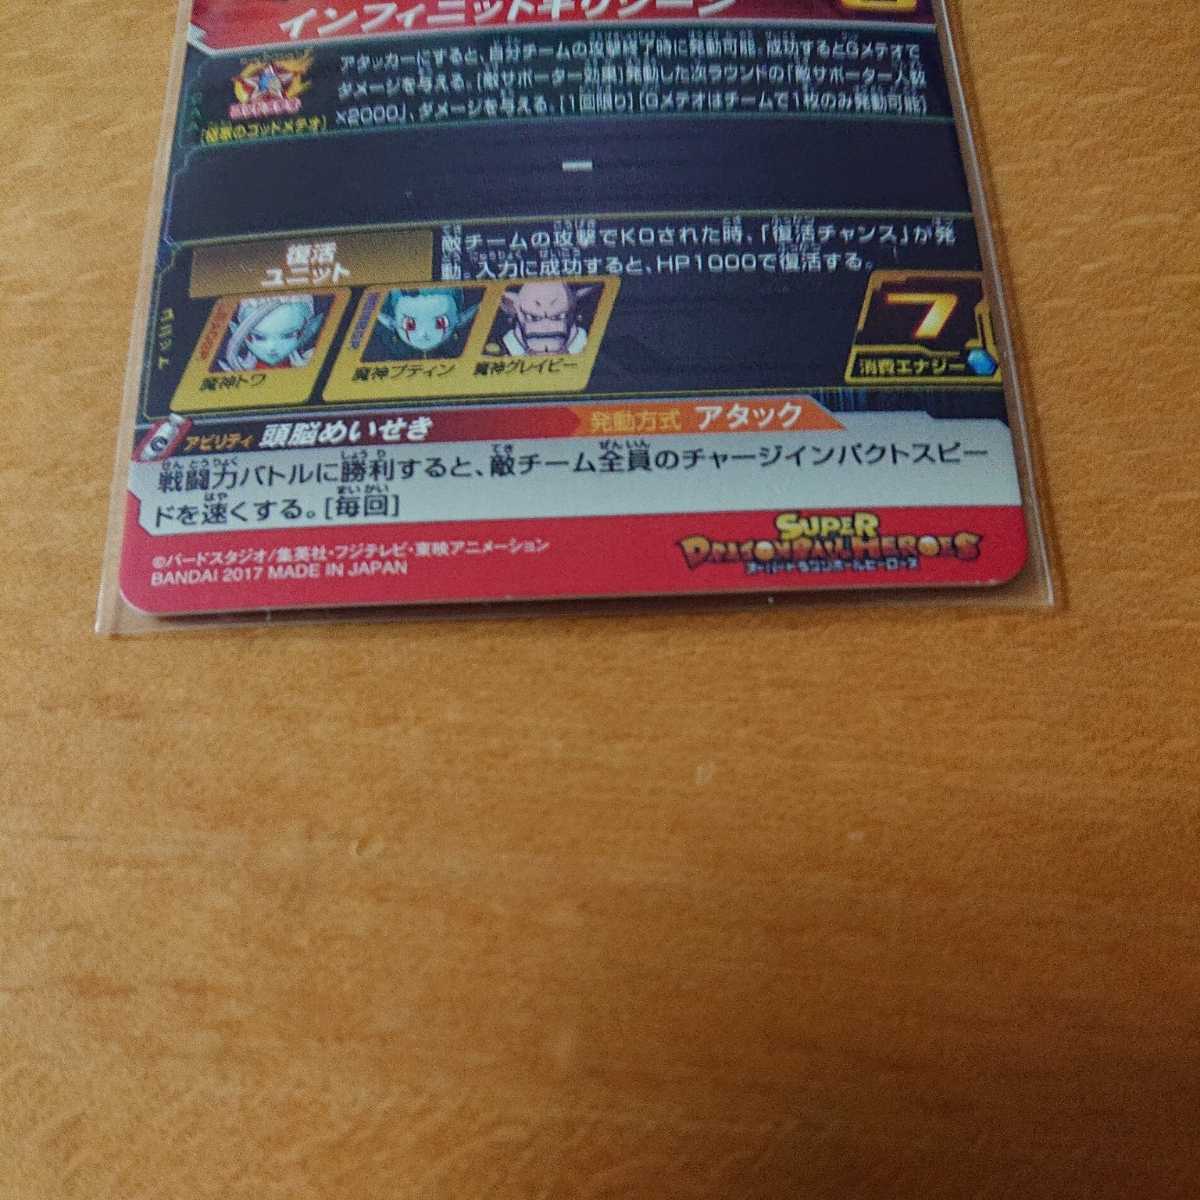 インフィニットキリングーン
アタッカーにすると、自分チームの攻撃終了時に発動可能。成功するとGメテオで
ダメージを与える。[敵サポーター効果]発動した次ラウンドの「敵サポーター人数
×2000」、ダメージを与える。[1回限り](Gメテオはチームで1枚のみ発動可能)
ー
復活
ユニット
敵チームの攻撃でKOされた時、「復活チャンス」が発
動。入力に成功すると、HP1000で復活する。
魔神トワ
魔神プティン
魔神グレイビー
ユニット
7
消費エナジー
アビリティ 頭脳めいせき
発動方式 アタック
戦闘力バトルに勝利すると、敵チーム全員のチャージインパクトスピー
ドを速くする。[毎回]
©バードスタジオ/集英社・フジテレビ・東映アニメーション
BANDAI 2017 MADE IN JAPAN
SUPER
DRAGONBALL HEROES
スーパードラゴンボールヒーローズ